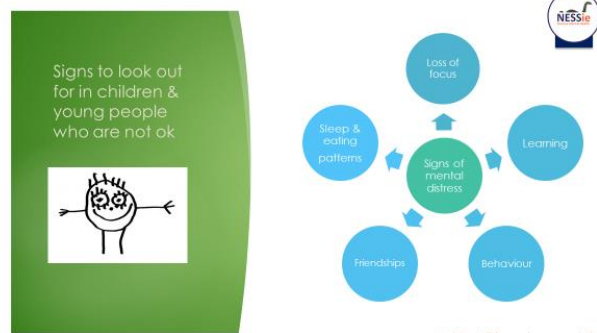 NESSie
Signs to look out
for in children &
young people
who are not ok
Loss of
focus
Sleep &
eating
patterns
Learning
Signs of
mental
distress
Friendships
Behaviour